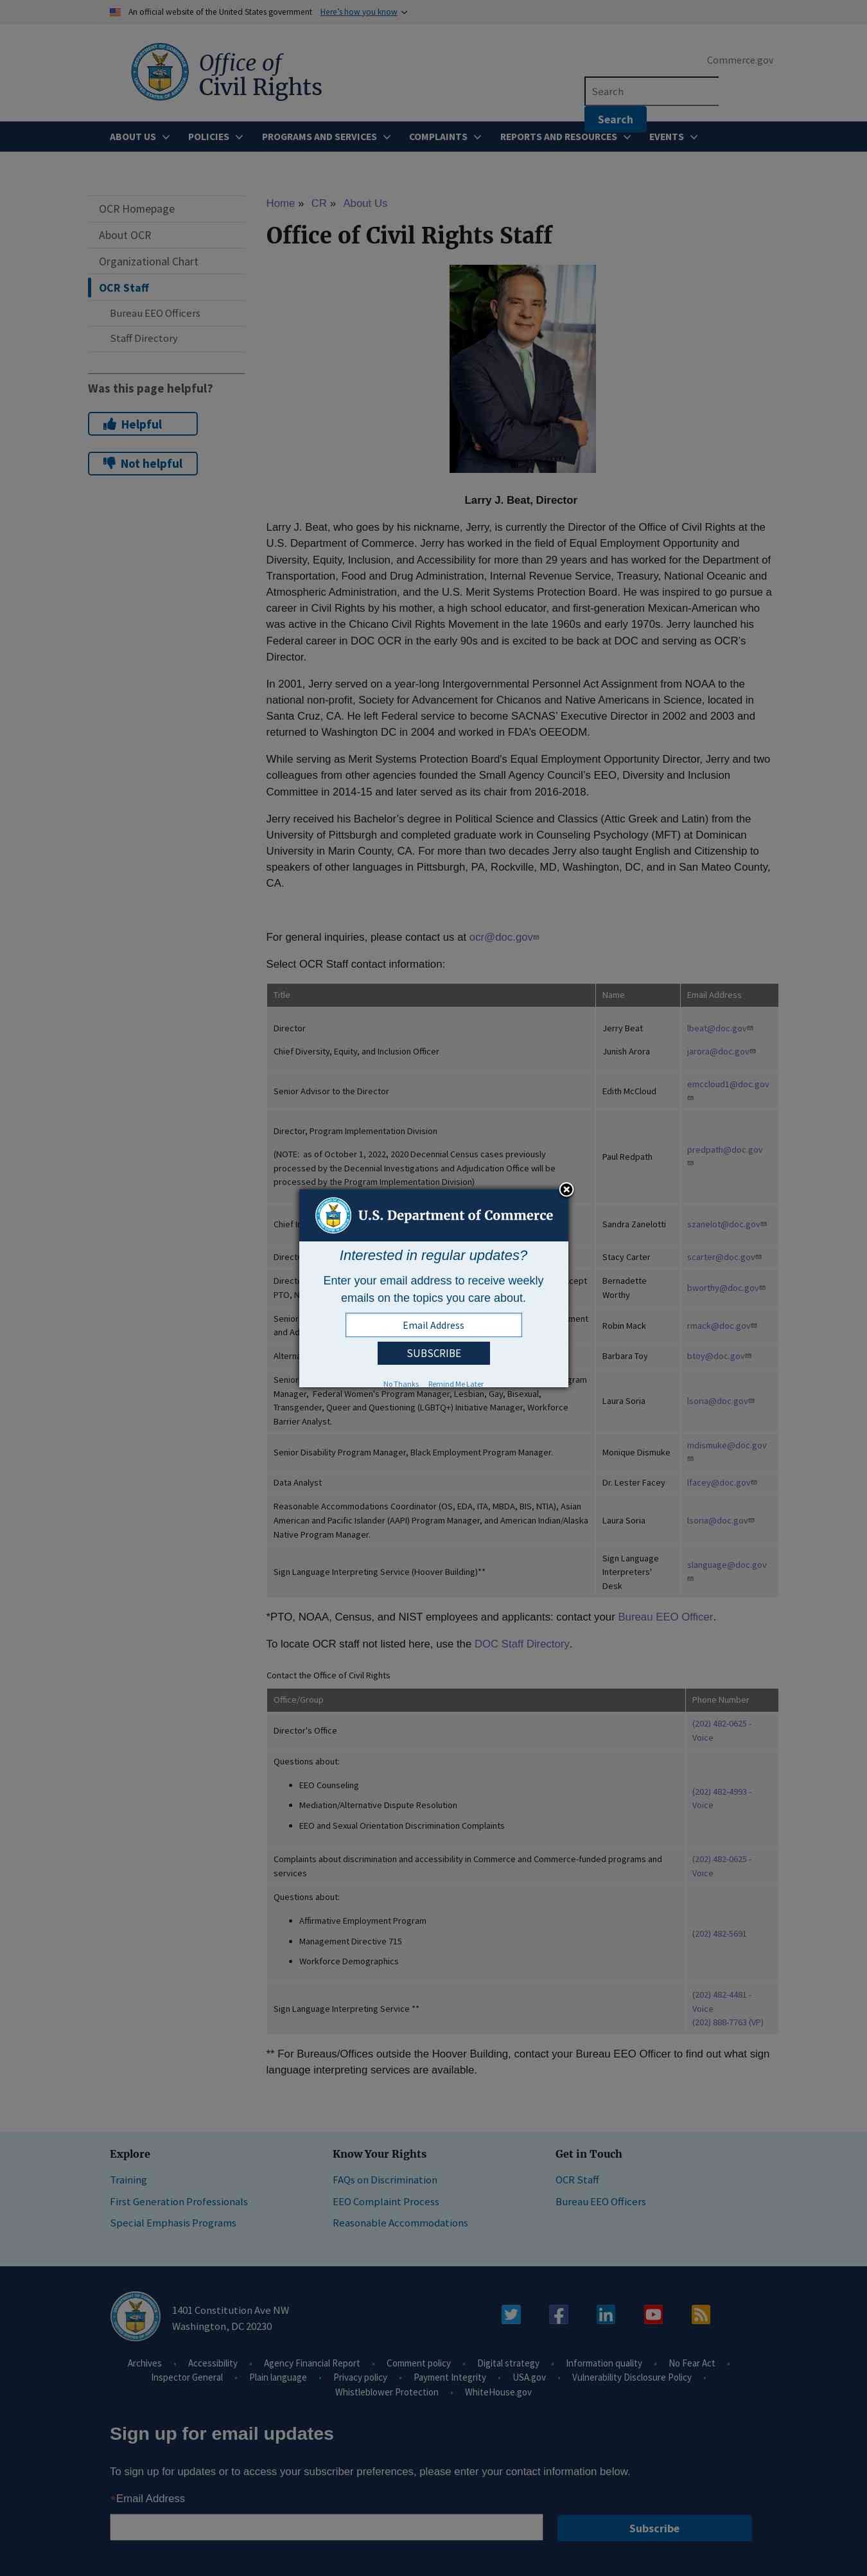 An official website of the United States government Here's how you know
Office of
Civil Rights
Commerce.gov
Search
Search
ABOUT US
POLICIES
PROGRAMS AND SERVICES
COMPLAINTS
REPORTS AND RESOURCES
EVENTS
OCR Homepage
About OCR
Organizational Chart
OCR Staff
Bureau EEO Officers
Staff Directory
Was this page helpful?
Helpful
Not helpful
Home » CR » About Us
Office of Civil Rights Staff
Larry J. Beat, Director
Larry J. Beat, who goes by his nickname, Jerry, is currently the Director of the Office of Civil Rights at the
U.S. Department of Commerce. Jerry has worked in the field of Equal Employment Opportunity and
Diversity, Equity, Inclusion, and Accessibility for more than 29 years and has worked for the Department of
Transportation, Food and Drug Administration, Internal Revenue Service, Treasury, National Oceanic and
Atmospheric Administration, and the U.S. Merit Systems Protection Board. He was inspired to go pursue a
career in Civil Rights by his mother, a high school educator, and first-generation Mexican-American who
was active in the Chicano Civil Rights Movement in the late 1960s and early 1970s. Jerry launched his
Federal career in DOC OCR in the early 90s and is excited to be back at DOC and serving as OCR's
Director.
In 2001, Jerry served on a year-long Intergovernmental Personnel Act Assignment from NOAA to the
national non-profit, Society for Advancement for Chicanos and Native Americans in Science, located in
Santa Cruz, CA. He left Federal service to become SACNAS' Executive Director in 2002 and 2003 and
returned to Washington DC in 2004 and worked in FDA's OEEODM.
While serving as Merit Systems Protection Board's Equal Employment Opportunity Director, Jerry and two
colleagues from other agencies founded the Small Agency Council's EEO, Diversity and Inclusion
Committee in 2014-15 and later served as its chair from 2016-2018.
Jerry received his Bachelor's degree in Political Science and Classics (Attic Greek and Latin) from the
University of Pittsburgh and completed graduate work in Counseling Psychology (MFT) at Dominican
University in Marin County, CA. For more than two decades Jerry also taught English and Citizenship to
speakers of other languages in Pittsburgh, PA, Rockville, MD, Washington, DC, and in San Mateo County,
CA.
For general inquiries, please contact us at ocr@doc.gov
Select OCR Staff contact information:
Title Name Email Address
Director Jerry Beat lbeat@doc.gov
Chief Diversity, Equity, and Inclusion Officer Junish Arora jarora@doc.gov
Senior Advisor to the Director Edith McCloud emccloud1@doc.gov
Director, Program Implementation Division
(NOTE: as of October 1, 2022, 2020 Decennial Census cases previously
processed by the Decennial Investigations and Adjudication Office will be
processed by the Program Implementation Division)
Paul Redpath predpath@doc.gov
Chief Sandra Zanelotti szanelot@doc.gov
Stacy Carter scarter@doc.gov
PTO, Bernadette
Worthy bworthy@doc.gov
Senior Robin Mack rmack@doc.gov
and
Barbara Toy btoy@doc.gov
Senior
Manager, Federal Women's Program Manager, Lesbian, Gay, Bisexual,
Transgender, Queer and Questioning (LGBTQ+) Initiative Manager, Workforce
Barrier Analyst.
Laura Soria lsoria@doc.gov
Senior Disability Program Manager, Black Employment Program Manager. Monique Dismuke mdismuke@doc.gov
Data Analyst Dr. Lester Facey lfacey@doc.gov
Reasonable Accommodations Coordinator (OS, EDA, ITA, MBDA, BIS, NTIA), Asian
American and Pacific Islander (AAPI) Program Manager, and American Indian/Alaska
Native Program Manager.
Laura Soria lsoria@doc.gov
Sign Language Interpreting Service (Hoover Building)** Sign Language
Interpreters'
Desk
slanguage@doc.gov
U.S. Department of Commerce
Interested in regular updates?
Enter your email address to receive weekly
emails on the topics you care about.
Email Address
SUBSCRIBE
No Thanks Remind Me Later
*PTO, NOAA, Census, and NIST employees and applicants: contact your Bureau EEO Officer.
To locate OCR staff not listed here, use the DOC Staff Directory.
Contact the Office of Civil Rights
Office/Group Phone Number
Director's Office (202) 482-0625 -
Voice
Questions about:
EEO Counseling
Mediation/Alternative Dispute Resolution
EEO and Sexual Orientation Discrimination Complaints
(202) 482-4993 -
Voice
Complaints about discrimination and accessibility in Commerce and Commerce-funded programs and
services
(202) 482-0625 -
Voice
Questions about:
Affirmative Employment Program
Management Directive 715
Workforce Demographics
(202) 482-5691
Sign Language Interpreting Service ** (202) 482-4481 -
Voice
(202) 888-7763 (VP)
** For Bureaus/Offices outside the Hoover Building, contact your Bureau EEO Officer to find out what sign
language interpreting services are available.
Explore
Training
First Generation Professionals
Special Emphasis Programs
Know Your Rights
FAQs on Discrimination
EEO Complaint Process
Reasonable Accommodations
Get in Touch
OCR Staff
Bureau EEO Officers
1401 Constitution Ave NW
Washington, DC 20230
Archives • Accessibility • Agency Financial Report • Comment policy • Digital strategy • Information quality • No Fear Act •
Inspector General • Plain language • Privacy policy • Payment Integrity • USA.gov • Vulnerability Disclosure Policy •
Whistleblower Protection • WhiteHouse.gov
Sign up for email updates
To sign up for updates or to access your subscriber preferences, please enter your contact information below.
*Email Address
Subscribe